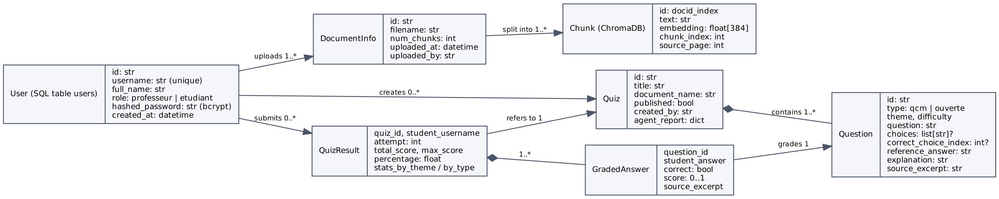 User (SQL table users)
id: str
username: str (unique)
full_name: str
role: professeur | etudiant
hashed_password: str (bcrypt)
created_at: datetime
uploads 1..*
creates 0..*
submits 0..*
DocumentInfo
id: str
filename: str
num_chunks: int
uploaded_at: datetime
uploaded_by: str
split into 1..*
Chunk (ChromaDB)
id: docid_index
text: str
embedding: float[384]
chunk_index: int
source_page: int
Quiz
id: str
title: str
document_name: str
published: bool
created_by: str
agent_report: dict
contains 1..*
QuizResult
quiz_id, student_username
attempt: int
total_score, max_score
percentage: float
stats_by_theme / by_type
refers to 1
1..*
GradedAnswer
question_id
student_answer
correct: bool
score: 0..1
source_excerpt
grades 1
Question
id: str
type: qcm | ouverte
theme, difficulty
question: str
choices: list[str]?
correct_choice_index: int?
reference_answer: str
explanation: str
source_excerpt: str